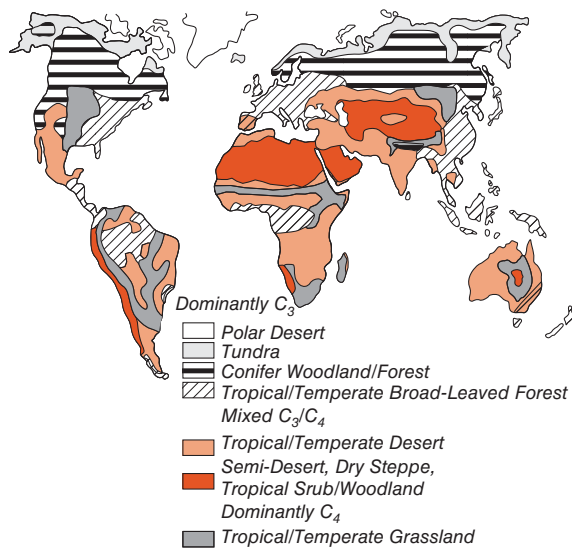 Dominantly C3
Polar Desert
Tundra
Conifer Woodland/Forest
Tropical/Temperate Broad-Leaved Forest
Mixed C3/C4
Tropical/Temperate Desert
Semi-Desert, Dry Steppe,
Tropical Srub/Woodland
Dominantly C4
Tropical/Temperate Grassland